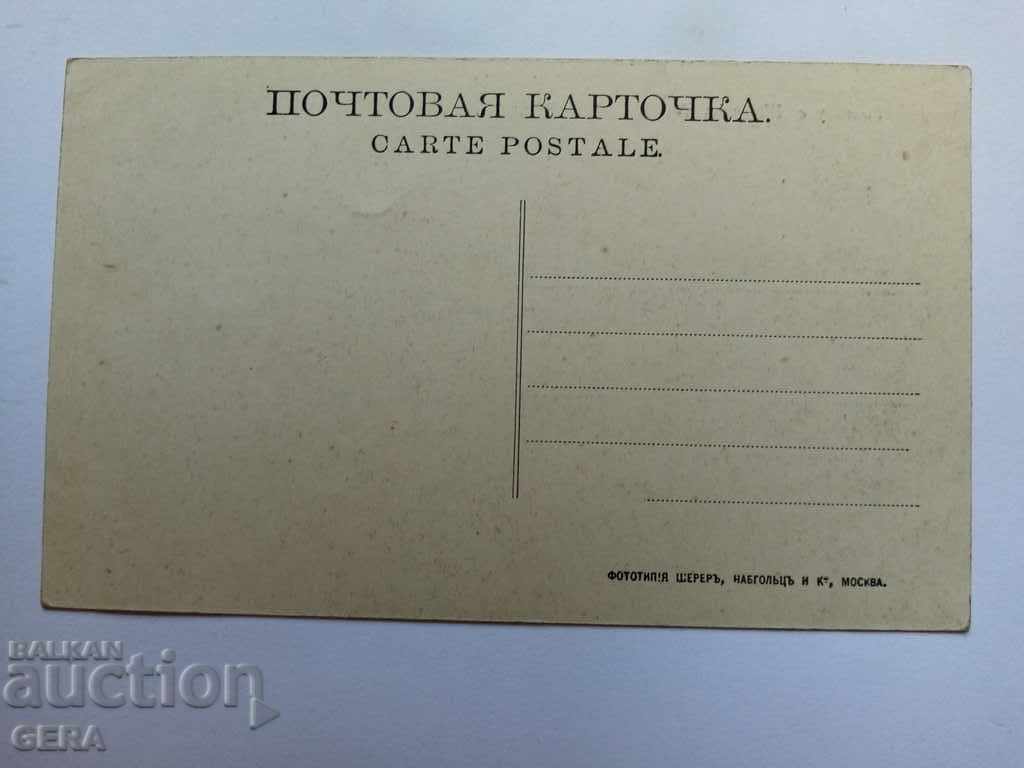 ПОЧТОВАЯ КАРТОЧКА.
CARTE POSTALE.
ФОТОТИПІЯ ШЕРЕРЪ, НАБГОЛЬЦЪ И Кº, МОСКВА.
BALKAN
auction
GERA